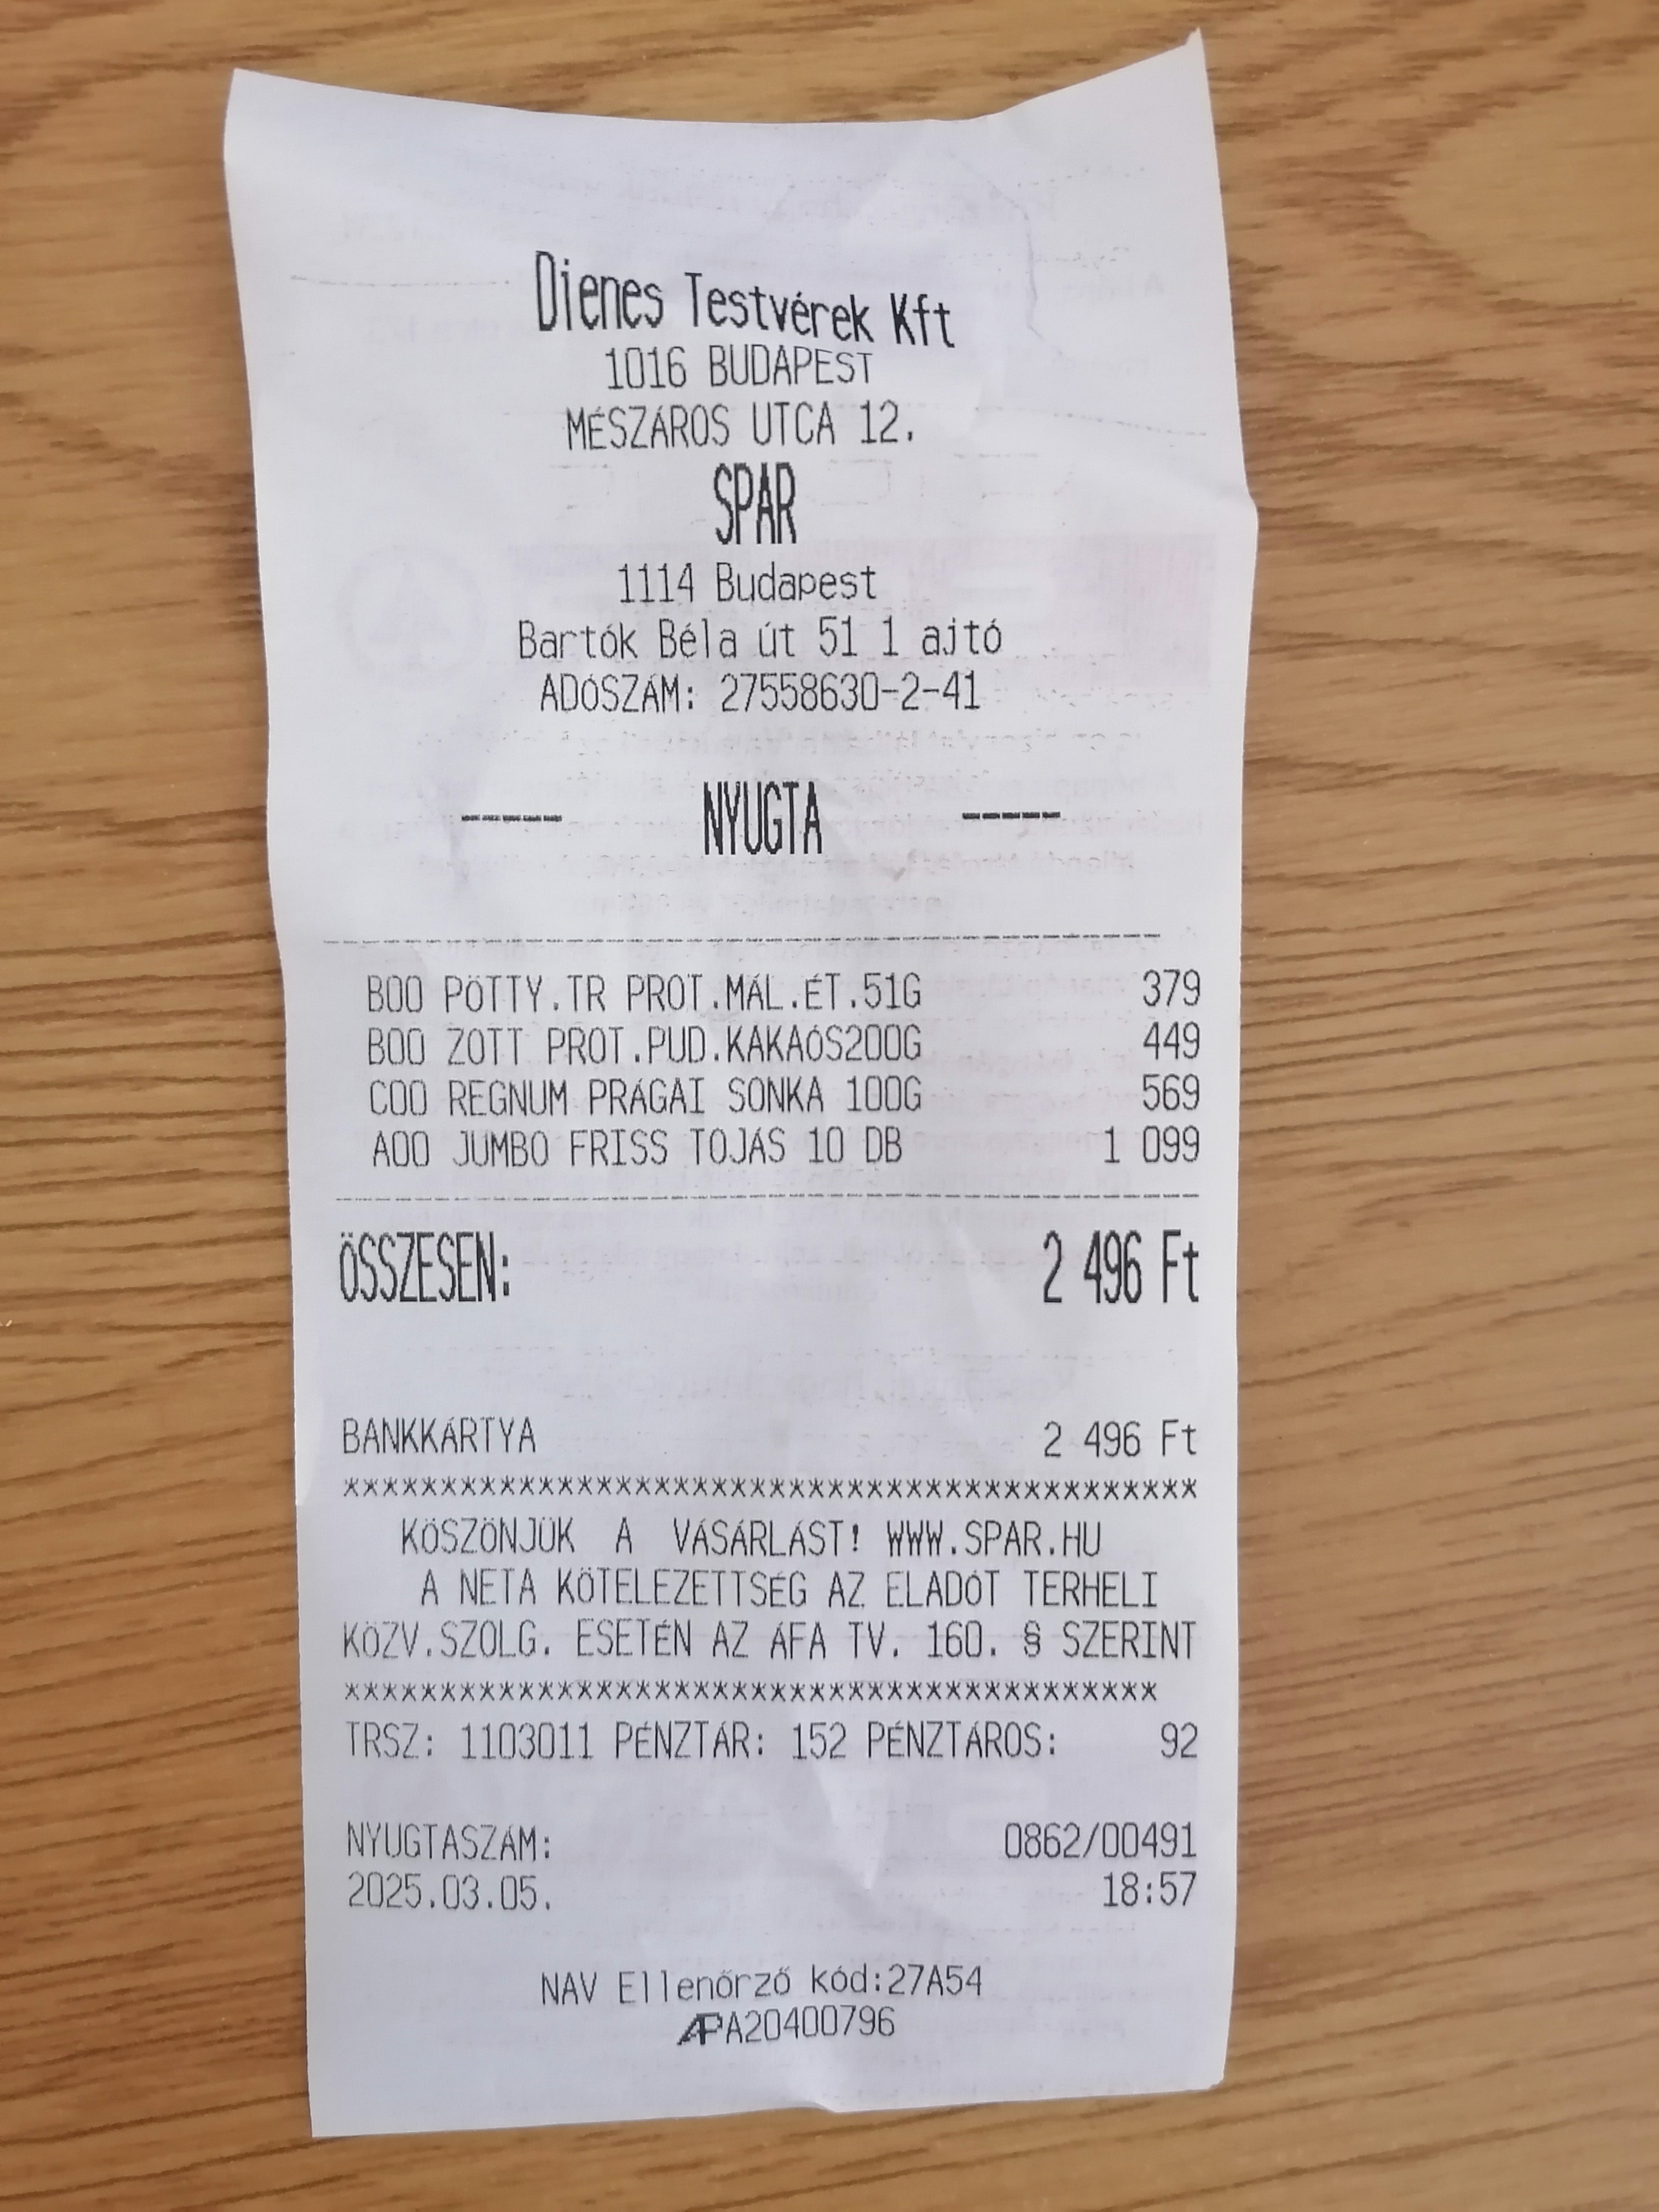 Dienes Testvérek Kft
1016 BUDAPEST
MÉSZÁROS UTCA 12.
SPAR
1114 Budapest
Bartók Béla út 51 1 ajtó
ADÓSZÁM: 27558630-2-41
----- NYUGTA -----
B00 PÖTTY.TR PROT.MÁL.ÉT.51G 379
B00 ZOTT PROT.PUD.KAKAÓS200G 449
C00 REGNUM PRÁGAI SONKA 100G 569
A00 JUMBO FRISS TOJÁS 10 DB 1 099
ÖSSZESEN: 2 496 Ft
BANKKÁRTYA 2 496 Ft
********************************************
KÖSZÖNJÜK A VÁSÁRLÁST! WWW.SPAR.HU
A NETA KÖTELEZETTSÉG AZ ELADÓT TERHELI
KÖZV.SZOLG. ESETÉN AZ ÁFA TV. 160. § SZERINT
******************************************
TRSZ: 1103011 PÉNZTÁR: 152 PÉNZTÁROS: 92
NYUGTASZÁM: 0862/00491
2025.03.05. 18:57
NAV Ellenőrző kód:27A54
AP A20400796